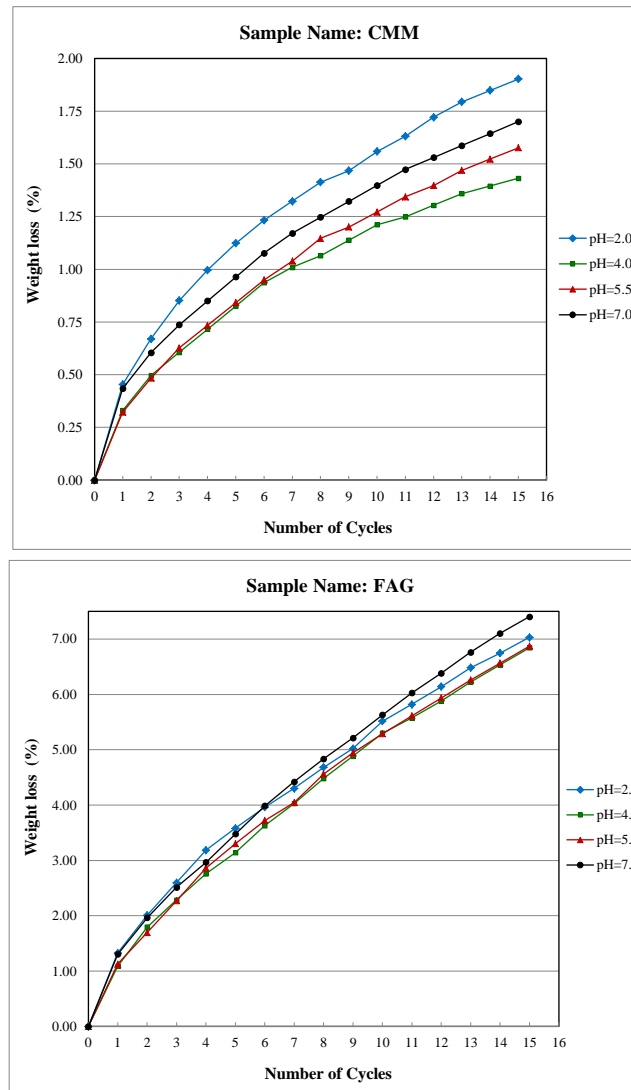 Sample Name: CMM
2.00
1.75
1.50
1.25
1.00
0.75
0.50
0.25
0.00
Weight loss (%)
0 1 2 3 4 5 6 7 8 9 10 11 12 13 14 15 16
Number of Cycles
pH=2.0
pH=4.0
pH=5.5
pH=7.0
Sample Name: FAG
7.00
6.00
5.00
4.00
3.00
2.00
1.00
0.00
Weight loss (%)
0 1 2 3 4 5 6 7 8 9 10 11 12 13 14 15 16
Number of Cycles
pH=2.
pH=4.
pH=5.
pH=7.